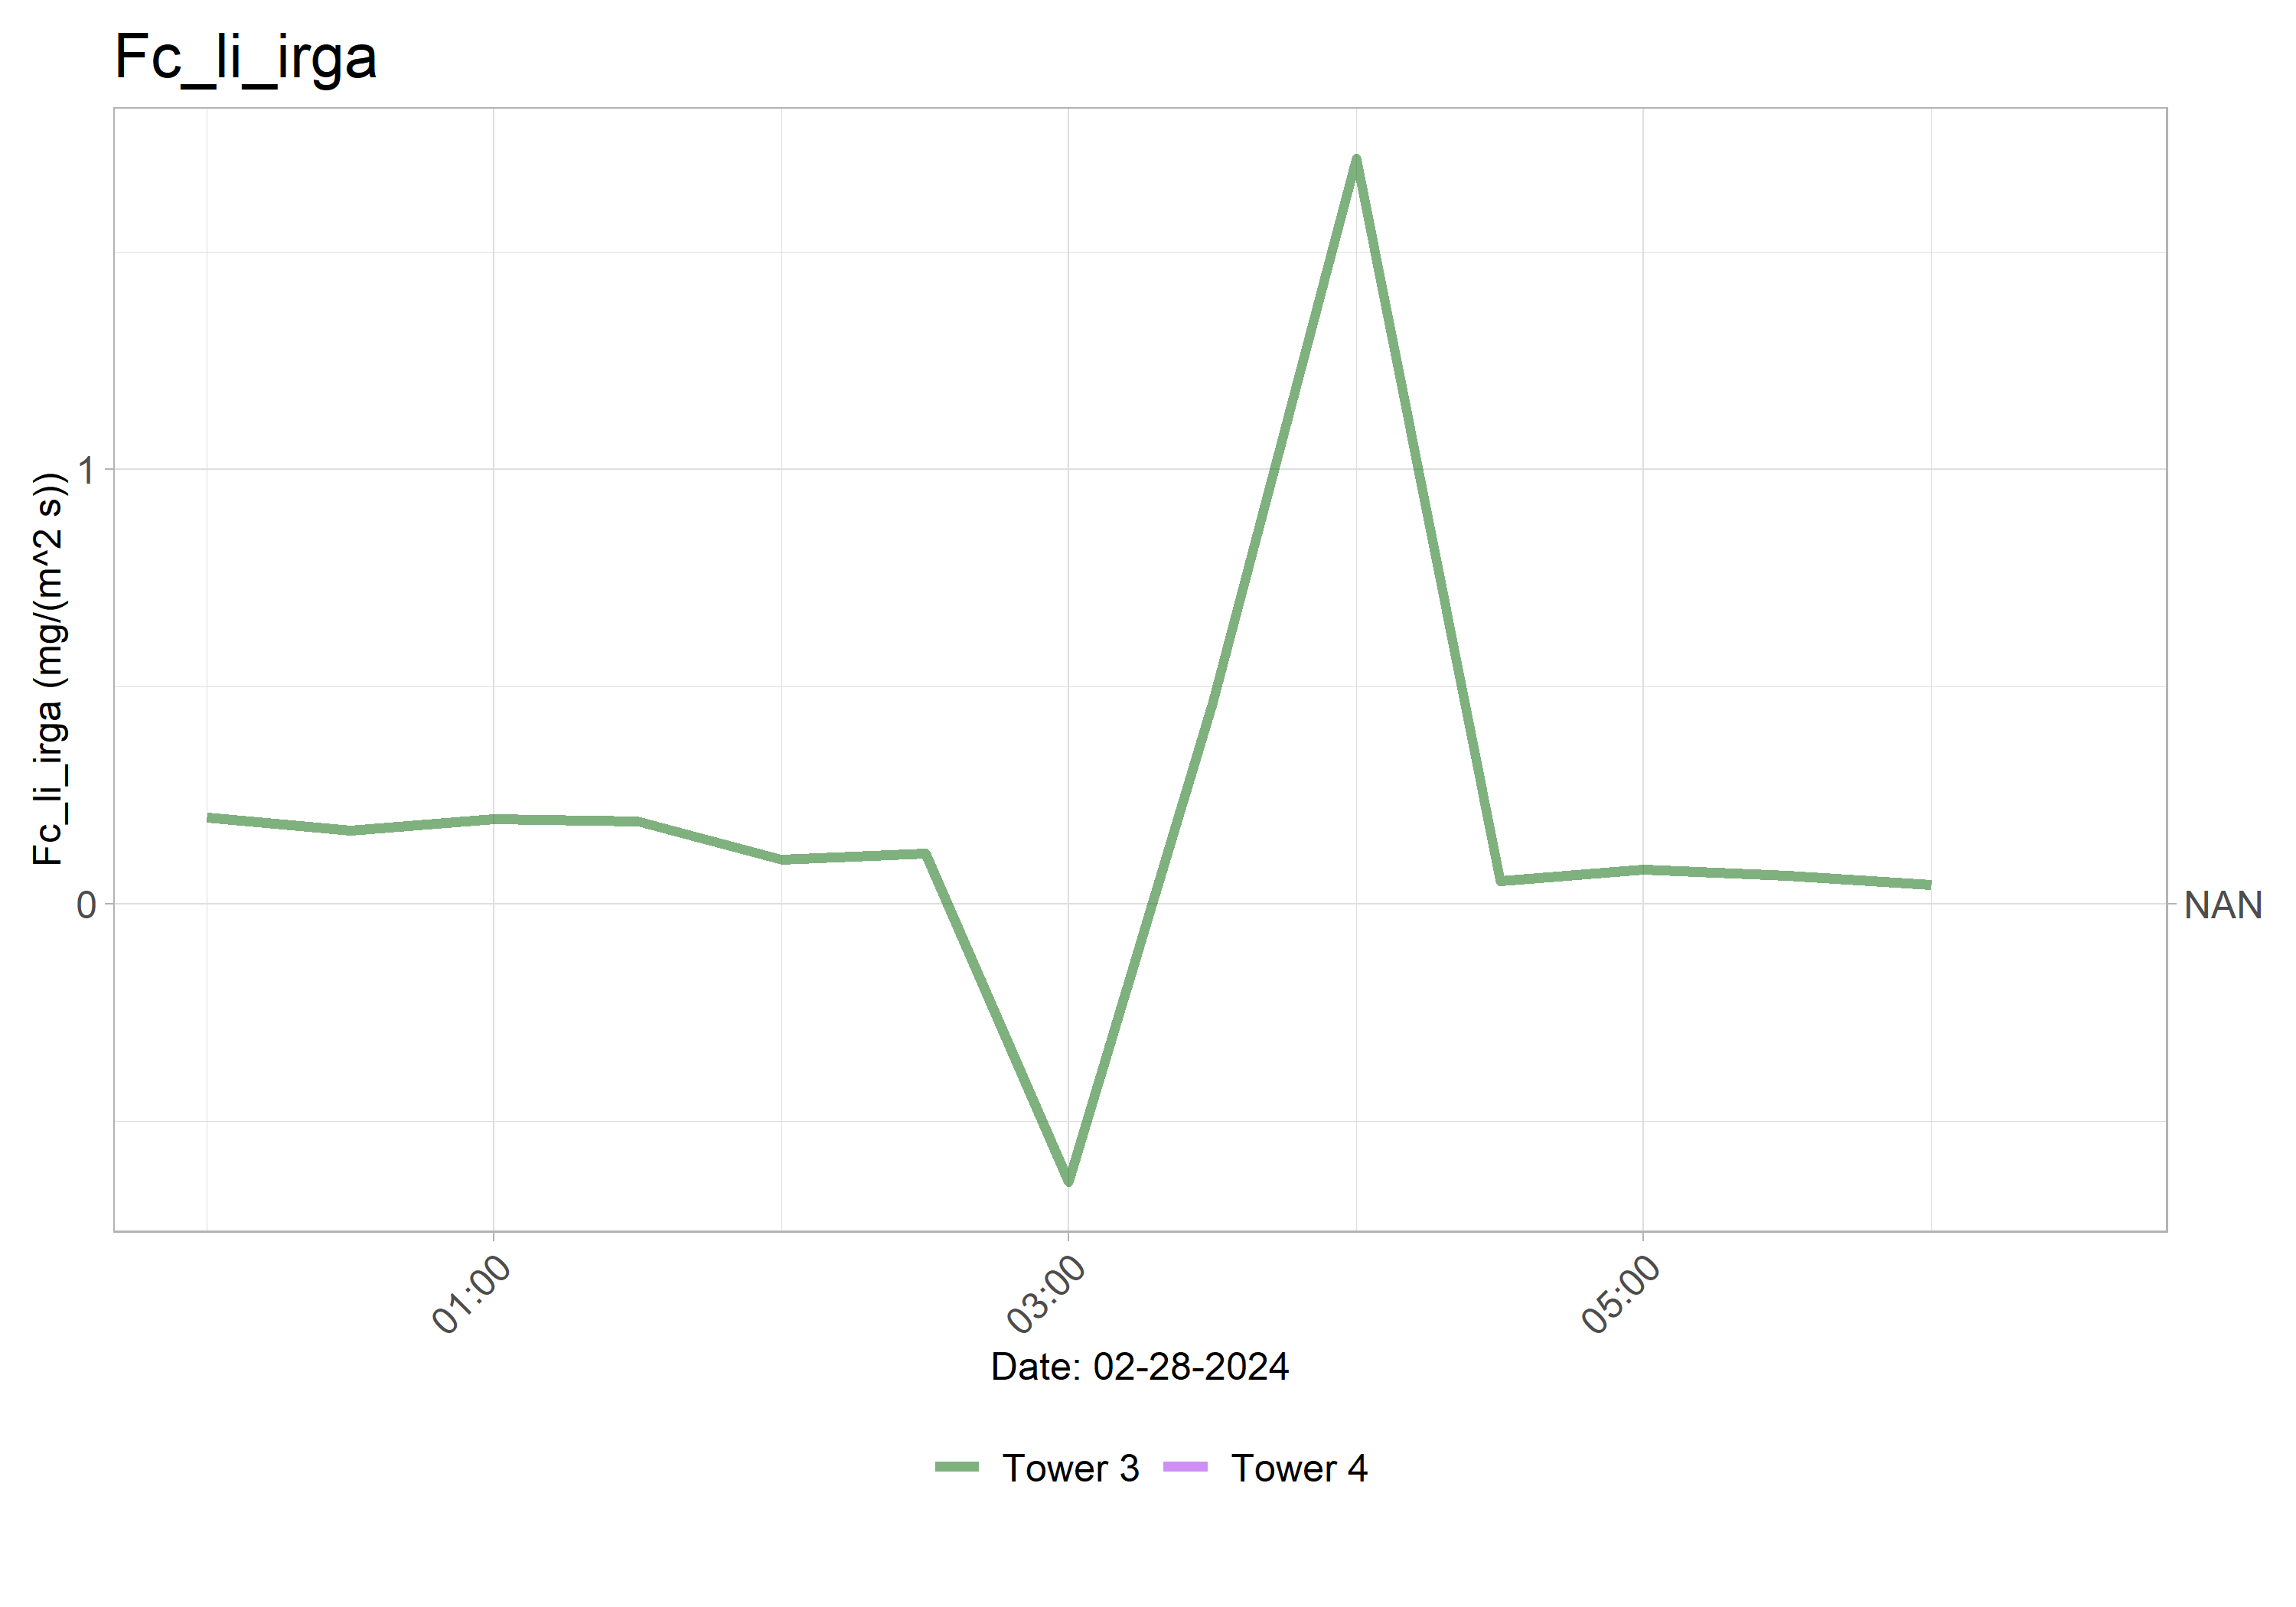 Fc_li_irga
Fc_li_irga (mg/(m^2 s))
1
0
NAN
01:00
03:00
05:00
Date: 02-28-2024
Tower 3
Tower 4